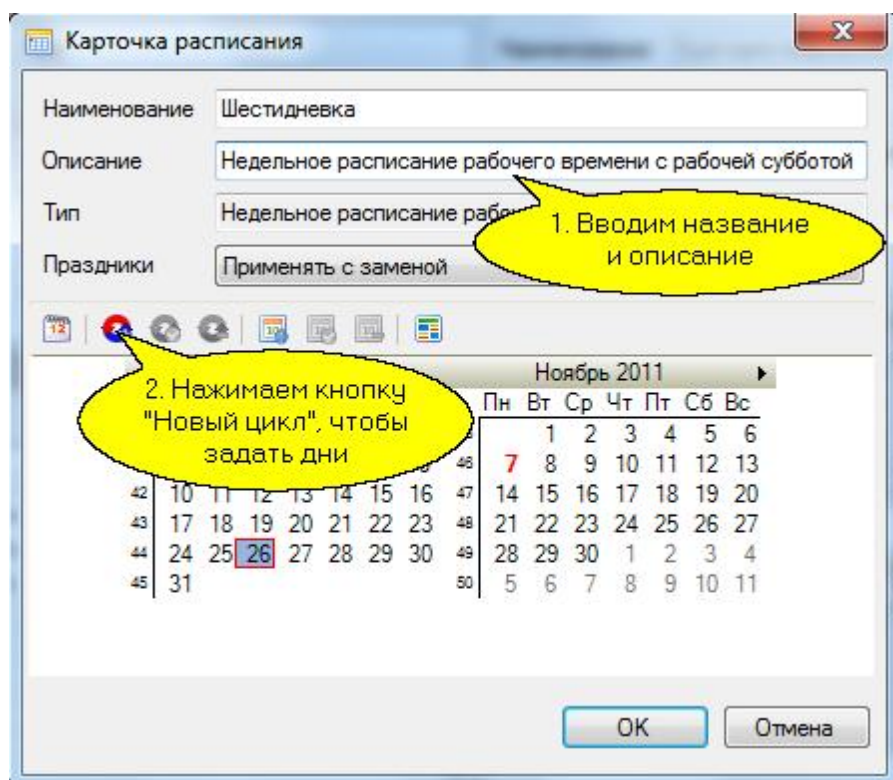 Карточка расписания
Наименование Шестидневка
Описание Недельное расписание рабочего времени с рабочей субботой
Тип Недельное расписание
1. Вводим название
и описание
Праздники Применять с заменой
12
2. Нажимаем кнопку
"Новый цикл", чтобы
задать дни
Ноябрь 2011
Пн Вт Ср Чт Пт Сб Вс
1 2 3 4 5 6
46 7 8 9 10 11 12 13
42 10 11 12 13 14 15 16 47 14 15 16 17 18 19 20
43 17 18 19 20 21 22 23 48 21 22 23 24 25 26 27
44 24 25 26 27 28 29 30 49 28 29 30 1 2 3 4
45 31 50 5 6 7 8 9 10 11
OK Отмена